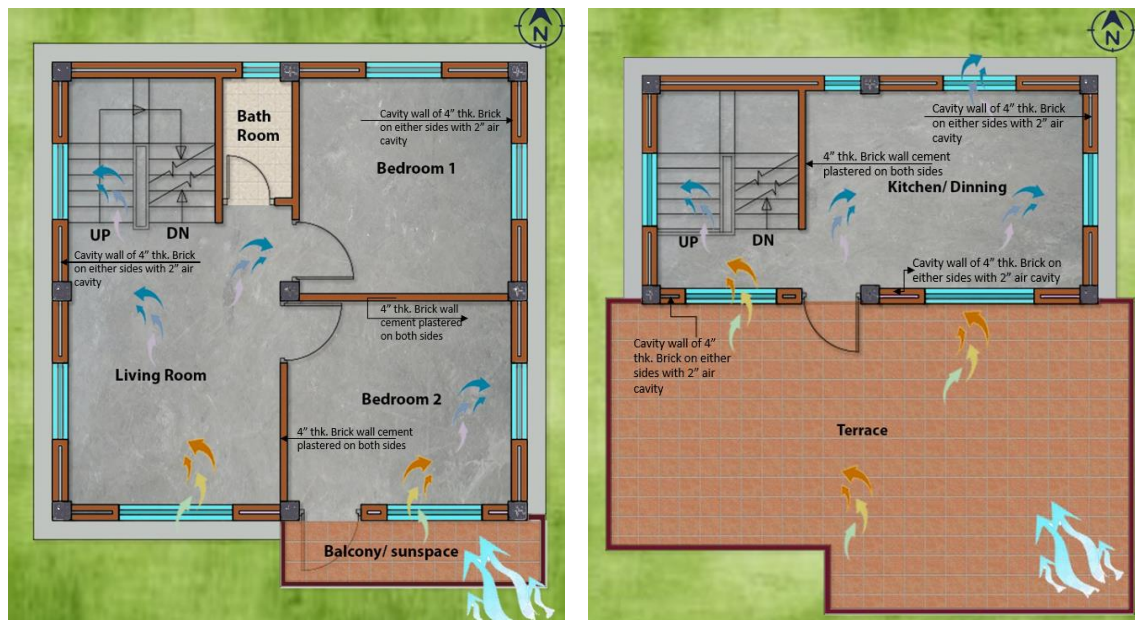 N
Bath
Room
Cavity wall of 4” thk. Brick
on either sides with 2” air
cavity
Bedroom 1
UP
DN
Cavity wall of 4” thk. Brick
on either sides with 2” air
cavity
4” thk. Brick wall
cement plastered
on both sides
Living Room
Bedroom 2
4” thk. Brick wall cement
plastered on both sides
Balcony/ sunspace
N
Cavity wall of 4” thk. Brick
on either sides with 2” air
cavity
4” thk. Brick wall cement
plastered on both sides
Kitchen/ Dinning
UP
DN
Cavity wall of 4” thk. Brick on
either sides with 2” air cavity
Cavity wall of 4”
thk. Brick on either
sides with 2” air
cavity
Terrace